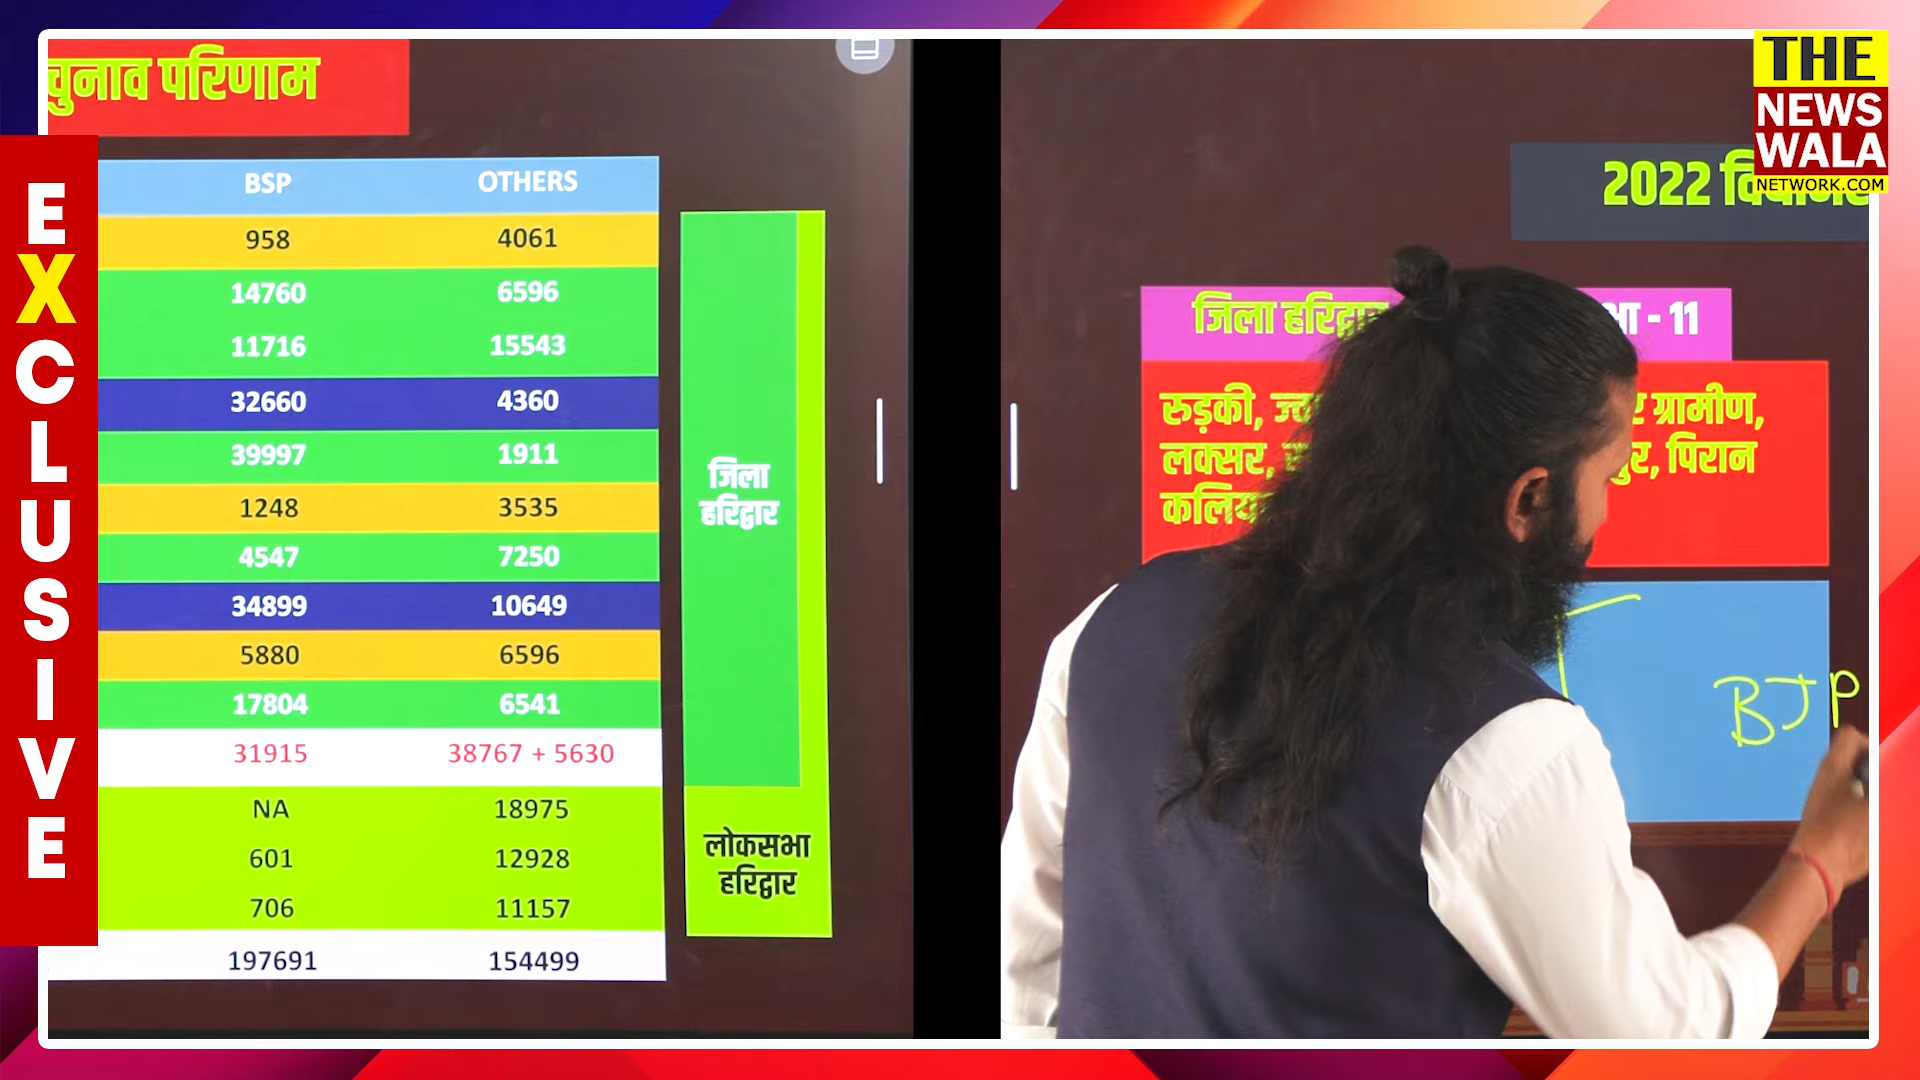 EXCLUSIVE
चुनाव परिणाम
BSP OTHERS
958 4061
14760 6596
11716 15543
32660 4360
39997 1911
1248 3535
4547 7250
34899 10649
5880 6596
17804 6541
31915 38767 + 5630
NA 18975
601 12928
706 11157
197691 154499
जिला
हरिद्वार
लोकसभा
हरिद्वार
THE
NEWS
WALA
NETWORK.COM
2022
जिला हरिद्वार - 11
रुड़की, ग्रामीण,
लक्सर, पिरान
BJP